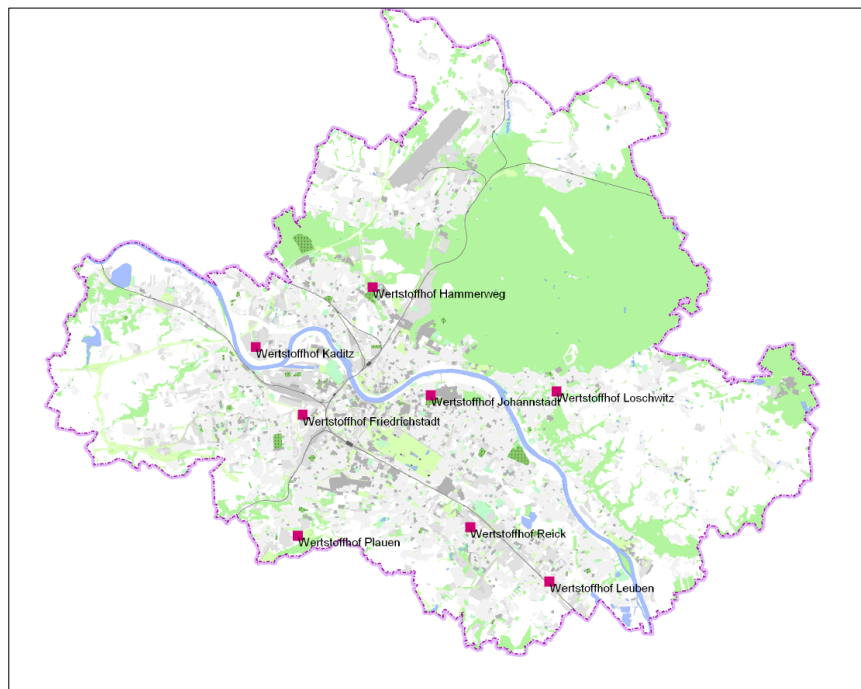 Wertstoffhof Hammerweg
Wertstoffhof Kaditz
Wertstoffhof Loschwitz
Wertstoffhof Johannstadt
Wertstoffhof Friedrichstadt
Wertstoffhof Reick
Wertstoffhof Plauen
Wertstoffhof Leuben